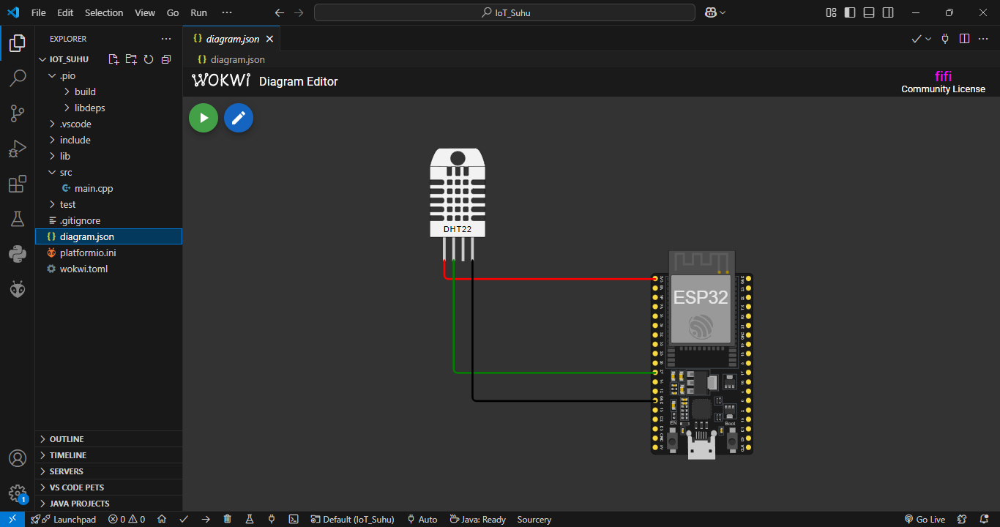 File Edit Selection View Go Run ··· IoT_Suhu
EXPLORER ···
IOT_SUHU
.pio
build
libdeps
.vscode
include
lib
src
main.cpp
test
.gitignore
{} diagram.json
platformio.ini
wokwi.toml
OUTLINE
TIMELINE
SERVERS
VS CODE PETS
JAVA PROJECTS
{} diagram.json
{} diagram.json
WOKWi Diagram Editor
fifi
Community License
DHT22
ESP32
EN
Boot
1
Launchpad 0 0 Default (IoT_Suhu) Auto Java: Ready Sourcery Go Live